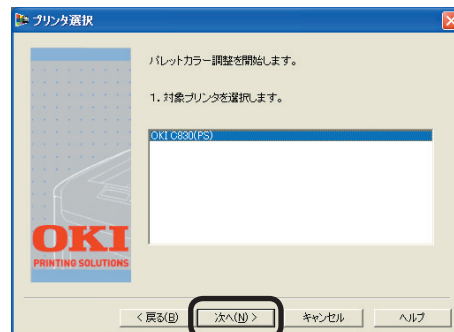 プリンタ選択
パレットカラー調整を開始します。
1. 対象プリンタを選択します。
OKI C830(PS)
OKI
PRINTING SOLUTIONS
< 戻る(B)
次へ(N) >
キャンセル
ヘルプ